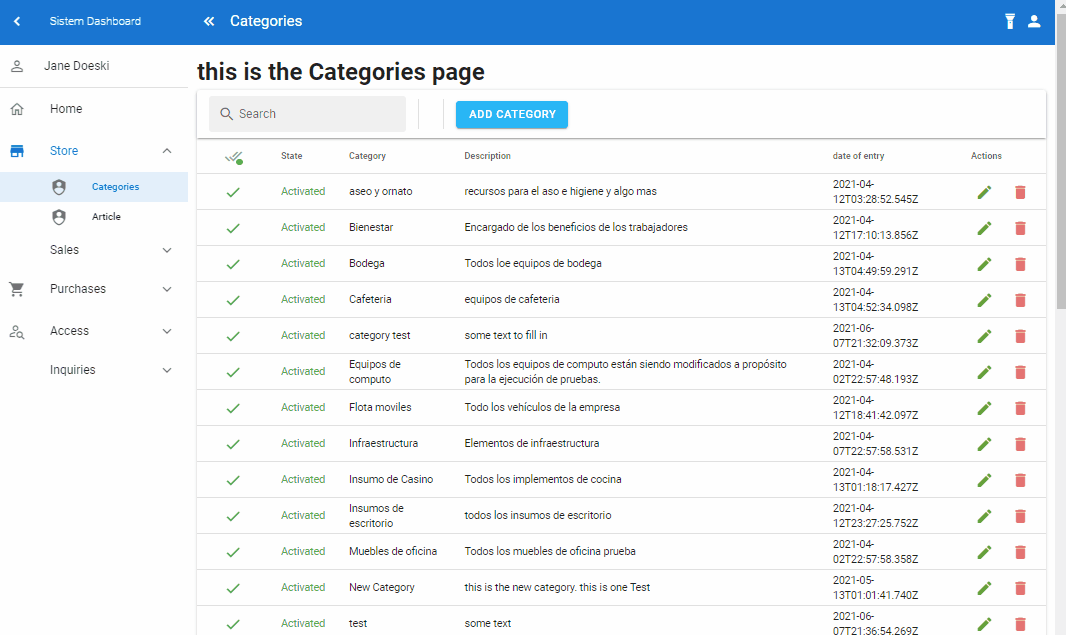 Sistem Dashboard
Categories
Jane Doeski
Home
Store
Categories
Article
Sales
Purchases
Access
Inquiries
this is the Categories page
Search
ADD CATEGORY
State Category Description date of entry Actions
Activated aseo y ornato recursos para el aso e higiene y algo mas 2021-04-
12T03:28:52.545Z
Activated Bienestar Encargado de los beneficios de los trabajadores 2021-04-
12T17:10:13.856Z
Activated Bodega Todos loe equipos de bodega 2021-04-
13T04:49:59.291Z
Activated Cafeteria equipos de cafeteria 2021-04-
13T04:52:34.098Z
Activated category test some text to fill in 2021-06-
07T21:32:09.373Z
Activated Equipos de Todos los equipos de computo están siendo modificados a propósito 2021-04-
computo para la ejecución de pruebas. 02T22:57:48.193Z
Activated Flota moviles Todo los vehículos de la empresa 2021-04-
12T18:41:42.097Z
Activated Infraestructura Elementos de infraestructura 2021-04-
07T22:57:58.531Z
Activated Insumo de Casino Todos los implementos de cocina 2021-04-
13T01:18:17.427Z
Activated Insumos de todos los insumos de escritorio 2021-04-
escritorio 12T23:27:25.752Z
Activated Muebles de oficina Todos los muebles de oficina prueba 2021-04-
02T22:57:58.358Z
Activated New Category this is the new category. this is one Test 2021-05-
13T01:01:41.740Z
Activated test some text 2021-06-
07T21:36:54.269Z